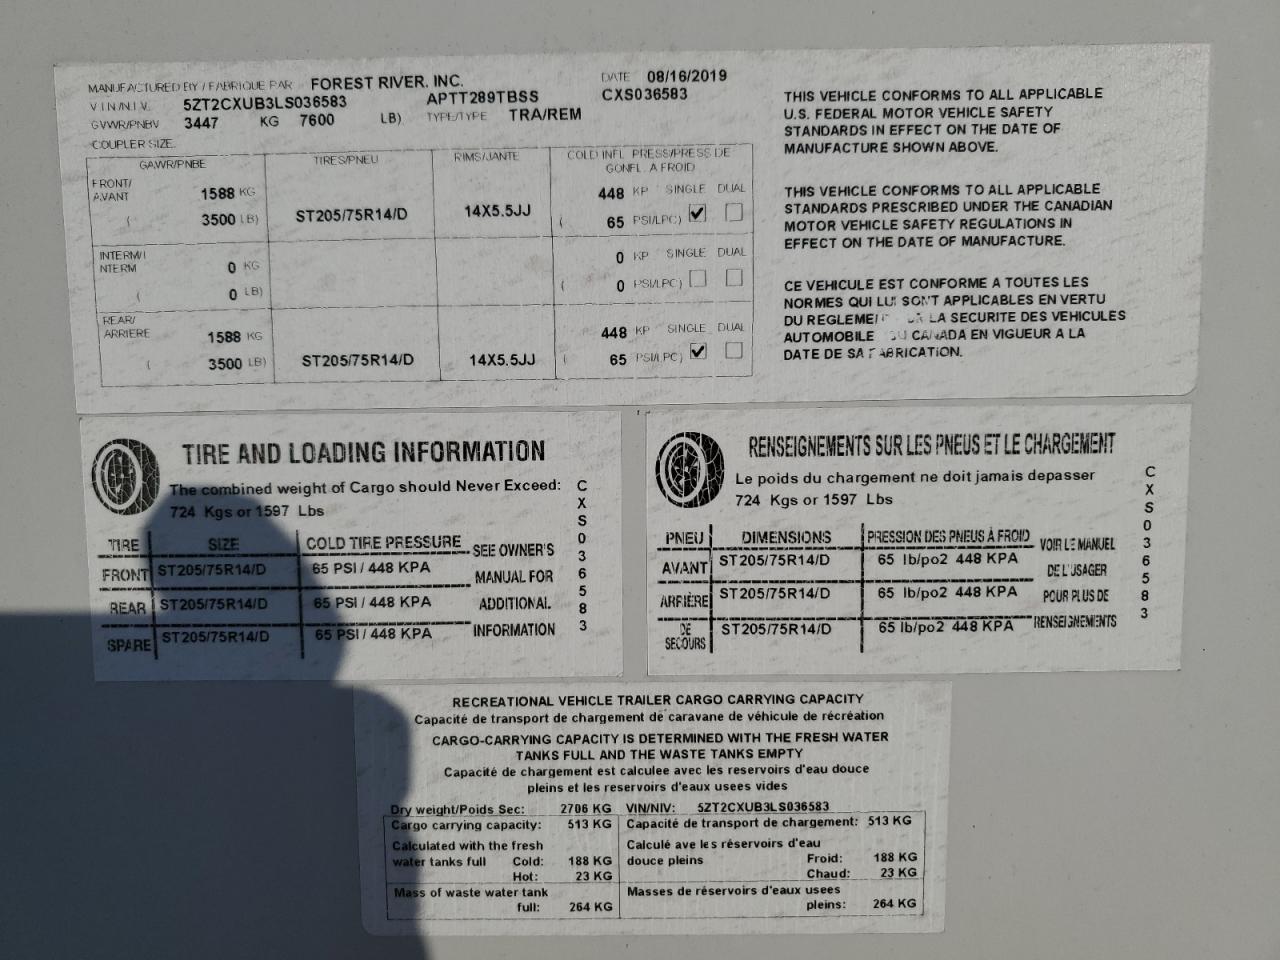 MANUFACTURED BY / FABRIQUE PAR FOREST RIVER, INC. DATE 08/16/2019
V I N/N.I.V. 5ZT2CXUB3LS036583 APTT289TBSS CXS036583
GVWR/PNBV 3447 KG 7600 LB) TYPE/TYPE TRA/REM
COUPLER SIZE.
GAWR/PNBE TIRES/PNEU RIMS/JANTE COLD INFL PRESS/PRESS DE
GONFL. A FROID
FRONT/
AVANT 1588 KG 448 KP SINGLE DUAL
( 3500 LB) ST205/75R14/D 14X5.5JJ ( 65 PSI/LPC)
INTERM/I
NTERM 0 KG 0 KP SINGLE DUAL
( 0 LB) ( 0 PSI/LPC)
REAR/
ARRIERE 1588 KG 448 KP SINGLE DUAL
( 3500 LB) ST205/75R14/D 14X5.5JJ ( 65 PSI/LPC)
THIS VEHICLE CONFORMS TO ALL APPLICABLE
U.S. FEDERAL MOTOR VEHICLE SAFETY
STANDARDS IN EFFECT ON THE DATE OF
MANUFACTURE SHOWN ABOVE.
THIS VEHICLE CONFORMS TO ALL APPLICABLE
STANDARDS PRESCRIBED UNDER THE CANADIAN
MOTOR VEHICLE SAFETY REGULATIONS IN
EFFECT ON THE DATE OF MANUFACTURE.
CE VEHICULE EST CONFORME A TOUTES LES
NORMES QUI LUI SONT APPLICABLES EN VERTU
DU REGLEME LA SECURITE DES VEHICULES
AUTOMOBILE DU CANADA EN VIGUEUR A LA
DATE DE SA FABRICATION.
TIRE AND LOADING INFORMATION
The combined weight of Cargo should Never Exceed:
724 Kgs or 1597 Lbs
TIRE SIZE COLD TIRE PRESSURE SEE OWNER'S
FRONT ST205/75R14/D 65 PSI / 448 KPA MANUAL FOR
REAR ST205/75R14/D 65 PSI / 448 KPA ADDITIONAL
SPARE ST205/75R14/D 65 PSI / 448 KPA INFORMATION
CXS036583
RENSEIGNEMENTS SUR LES PNEUS ET LE CHARGEMENT
Le poids du chargement ne doit jamais depasser
724 Kgs or 1597 Lbs
PNEU DIMENSIONS PRESSION DES PNEUS À FROID VOIR LE MANUEL
AVANT ST205/75R14/D 65 lb/po2 448 KPA DE L'USAGER
ARRIÈRE ST205/75R14/D 65 lb/po2 448 KPA POUR PLUS DE
DE
SECOURS ST205/75R14/D 65 lb/po2 448 KPA RENSEIGNEMENTS
CXS036583
RECREATIONAL VEHICLE TRAILER CARGO CARRYING CAPACITY
Capacité de transport de chargement de caravane de véhicule de récréation
CARGO-CARRYING CAPACITY IS DETERMINED WITH THE FRESH WATER
TANKS FULL AND THE WASTE TANKS EMPTY
Capacité de chargement est calculee avec les reservoirs d'eau douce
pleins et les reservoirs d'eaux usees vides
Dry weight/Poids Sec: 2706 KG VIN/NIV: 5ZT2CXUB3LS036583
Cargo carrying capacity: 513 KG Capacité de transport de chargement: 513 KG
Calculated with the fresh Calculé ave les réservoirs d'eau
water tanks full Cold: 188 KG douce pleins Froid: 188 KG
Hot: 23 KG Chaud: 23 KG
Mass of waste water tank Masses de réservoirs d'eaux usees
full: 264 KG pleins: 264 KG